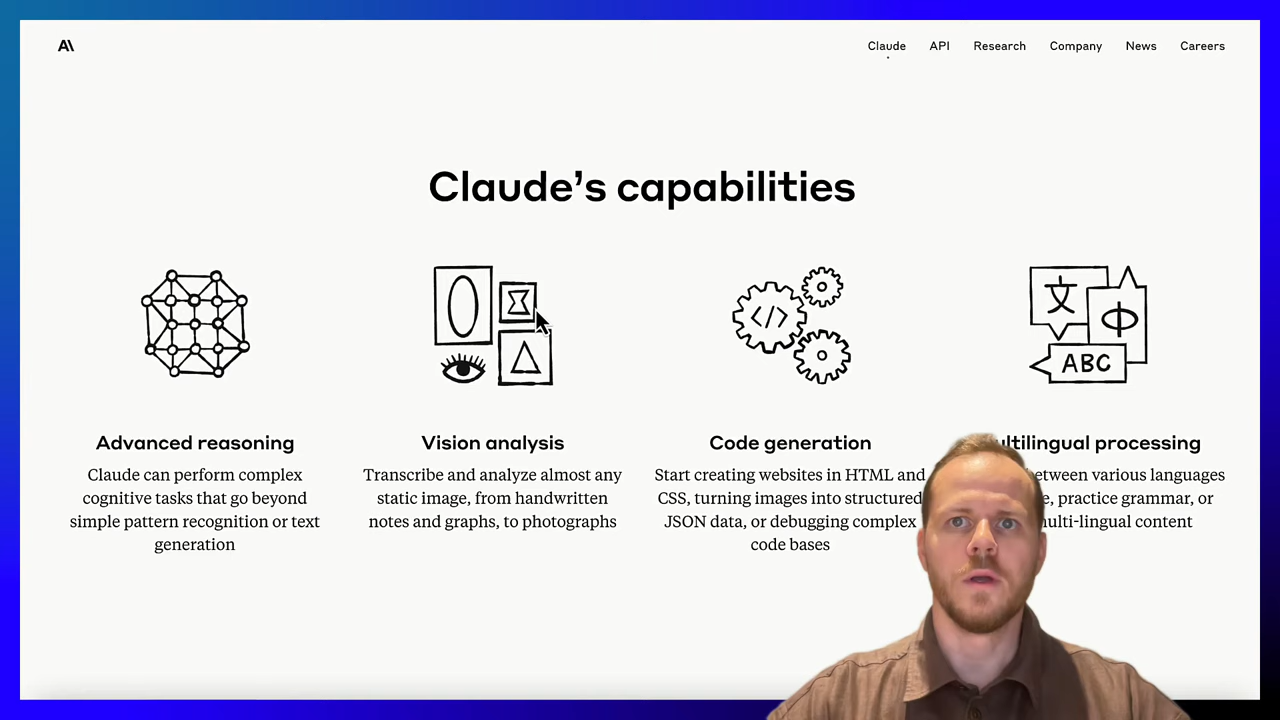 A\
Claude API Research Company News Careers
Claude’s capabilities
文
ABC
</>
Advanced reasoning
Claude can perform complex
cognitive tasks that go beyond
simple pattern recognition or text
generation
Vision analysis
Transcribe and analyze almost any
static image, from handwritten
notes and graphs, to photographs
Code generation
Start creating websites in HTML and
CSS, turning images into structured
JSON data, or debugging complex
code bases
processing
between various languages
practice grammar, or
multi-lingual content